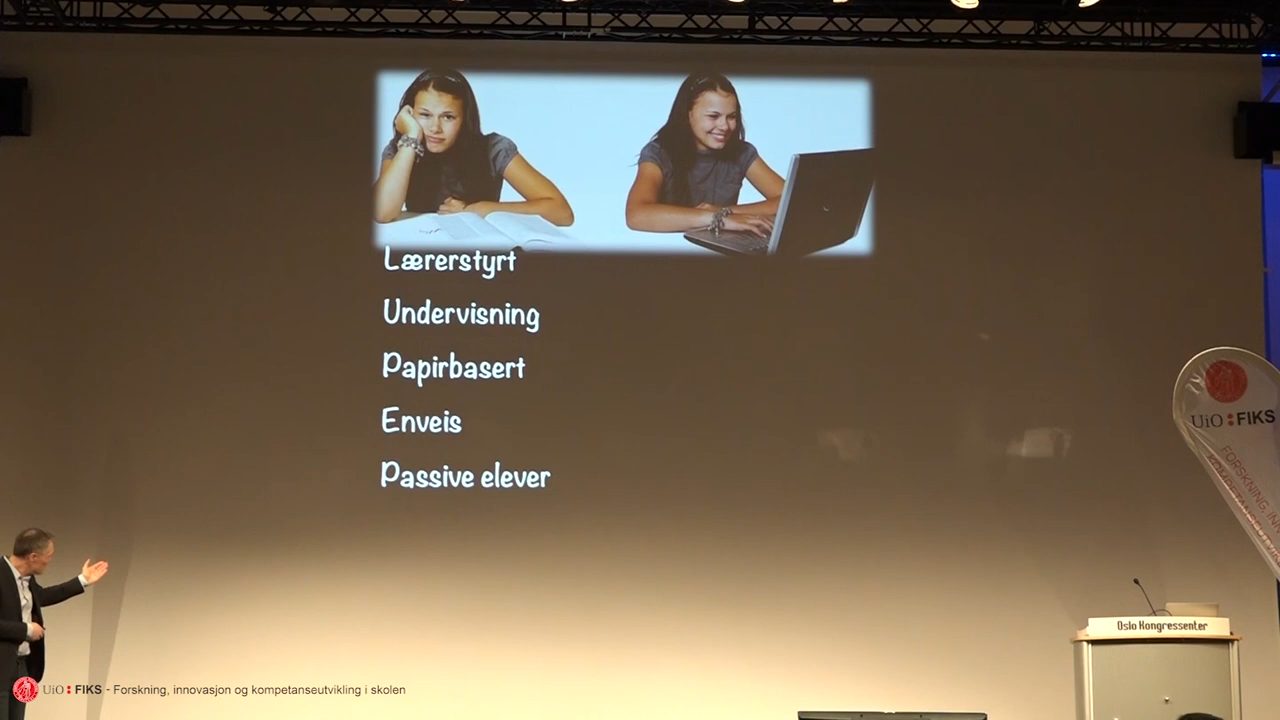 Lærerstyrt
Undervisning
Papirbasert
Enveis
Passive elever
UiO:FIKS
FORSKNING, IN
KOMPETANSEUTVIK
Oslo Kongressenter
UiO:FIKS - Forskning, innovasjon og kompetanseutvikling i skolen